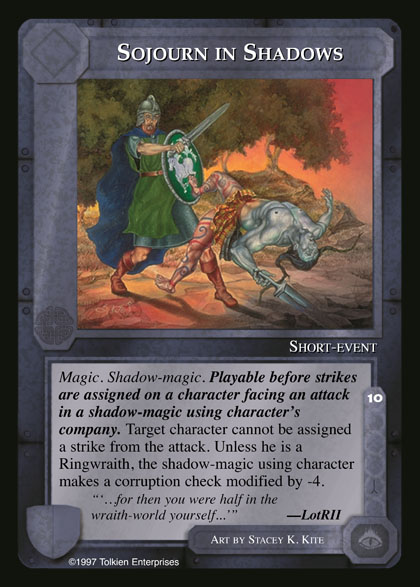 SOJOURN IN SHADOWS
SHORT-EVENT
Magic. Shadow-magic. Playable before strikes
are assigned on a character facing an attack
in a shadow-magic using character's
company. Target character cannot be assigned
a strike from the attack. Unless he is a
Ringwraith, the shadow-magic using character
makes a corruption check modified by -4.
10
“‘…for then you were half in the
wraith-world yourself...’” —LotRII
ART BY STACEY K. KITE
©1997 Tolkien Enterprises